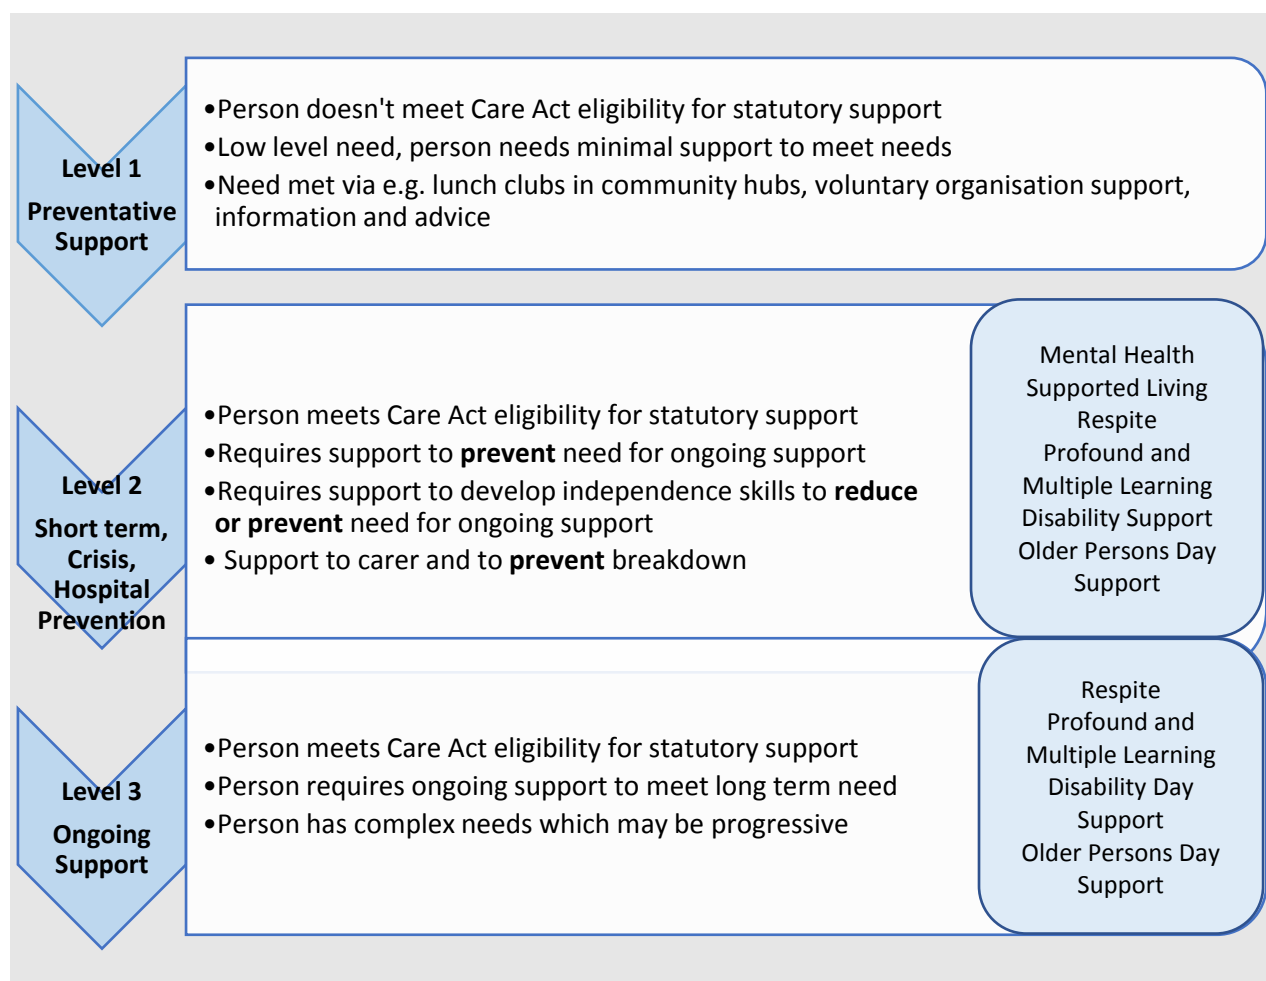 Level 1
Preventative
Support
•Person doesn't meet Care Act eligibility for statutory support
•Low level need, person needs minimal support to meet needs
•Need met via e.g. lunch clubs in community hubs, voluntary organisation support,
information and advice
Level 2
Short term,
Crisis,
Hospital
Prevention
•Person meets Care Act eligibility for statutory support
•Requires support to prevent need for ongoing support
•Requires support to develop independence skills to reduce
or prevent need for ongoing support
• Support to carer and to prevent breakdown
Mental Health
Supported Living
Respite
Profound and
Multiple Learning
Disability Support
Older Persons Day
Support
Level 3
Ongoing
Support
•Person meets Care Act eligibility for statutory support
•Person requires ongoing support to meet long term need
•Person has complex needs which may be progressive
Respite
Profound and
Multiple Learning
Disability Day
Support
Older Persons Day
Support